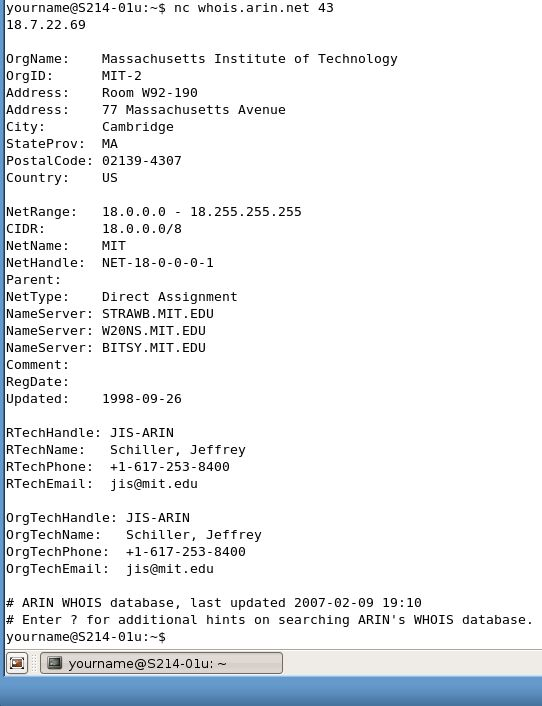 yourname@S214-01u:~$ nc whois.arin.net 43
18.7.22.69

OrgName:    Massachusetts Institute of Technology
OrgID:      MIT-2
Address:    Room W92-190
Address:    77 Massachusetts Avenue
City:       Cambridge
StateProv:  MA
PostalCode: 02139-4307
Country:    US

NetRange:   18.0.0.0 - 18.255.255.255
CIDR:       18.0.0.0/8
NetName:    MIT
NetHandle:  NET-18-0-0-0-1
Parent:
NetType:    Direct Assignment
NameServer: STRAWB.MIT.EDU
NameServer: W20NS.MIT.EDU
NameServer: BITSY.MIT.EDU
Comment:
RegDate:
Updated:    1998-09-26

RTechHandle: JIS-ARIN
RTechName:   Schiller, Jeffrey
RTechPhone:  +1-617-253-8400
RTechEmail:  jis@mit.edu

OrgTechHandle: JIS-ARIN
OrgTechName:   Schiller, Jeffrey
OrgTechPhone:  +1-617-253-8400
OrgTechEmail:  jis@mit.edu

# ARIN WHOIS database, last updated 2007-02-09 19:10
# Enter ? for additional hints on searching ARIN's WHOIS database.
yourname@S214-01u:~$
yourname@S214-01u: ~